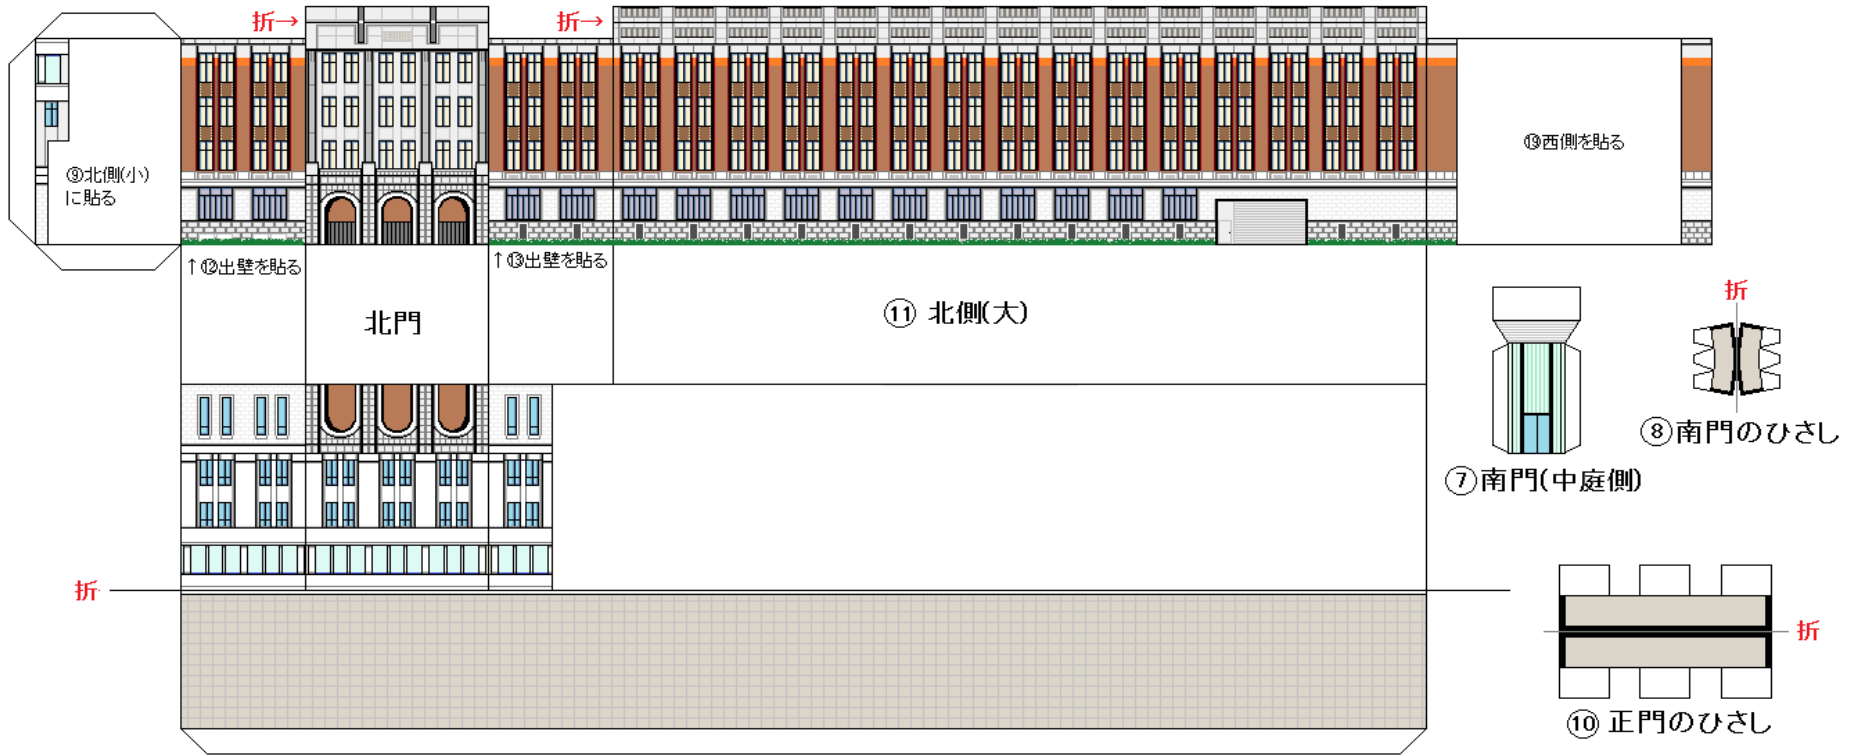 折→
折→
⑨北側(小)
に貼る
⑲西側を貼る
↑⑫出壁を貼る
↑⑬出壁を貼る
北門
⑪ 北側(大)
折
⑧南門のひさし
⑦南門(中庭側)
折
折
⑩ 正門のひさし